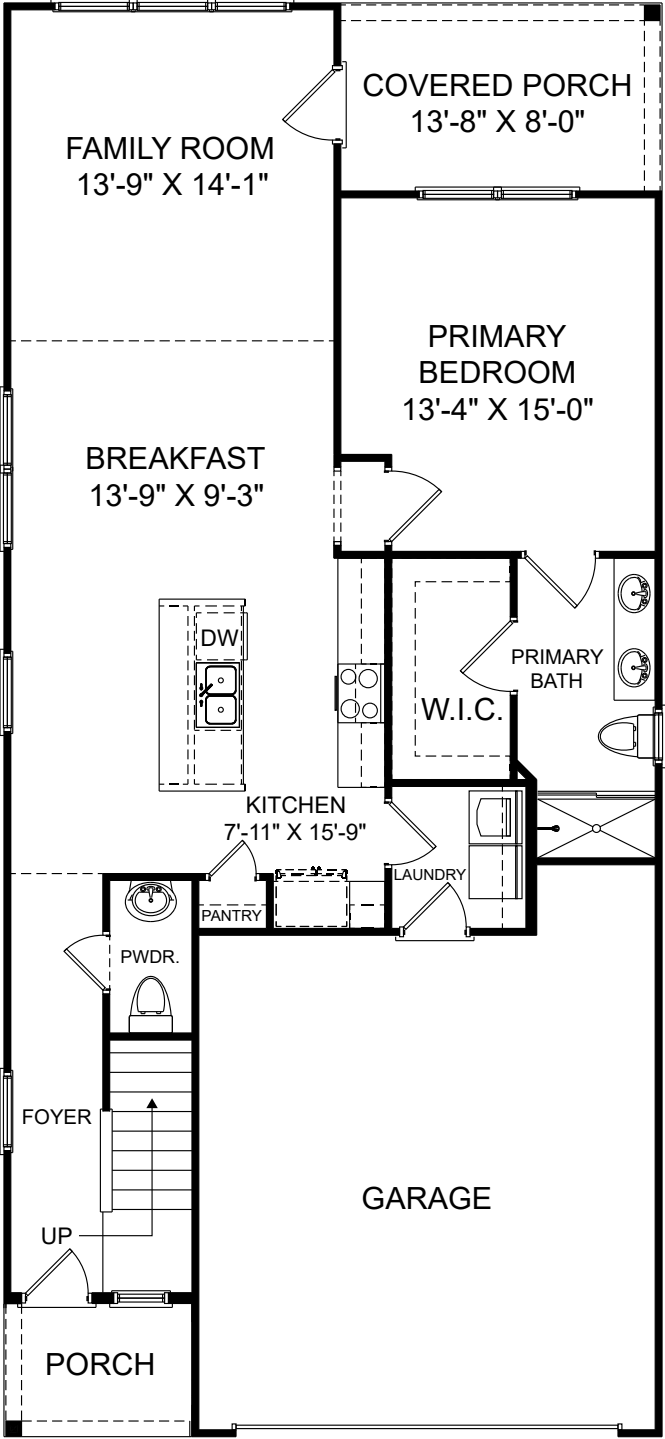 COVERED PORCH
13'-8" X 8'-0"
FAMILY ROOM
13'-9" X 14'-1"
PRIMARY
BEDROOM
13'-4" X 15'-0"
BREAKFAST
13'-9" X 9'-3"
DW
PRIMARY
BATH
W.I.C.
KITCHEN
7'-11" X 15'-9"
LAUNDRY
PANTRY
PWDR.
FOYER
GARAGE
UP
PORCH